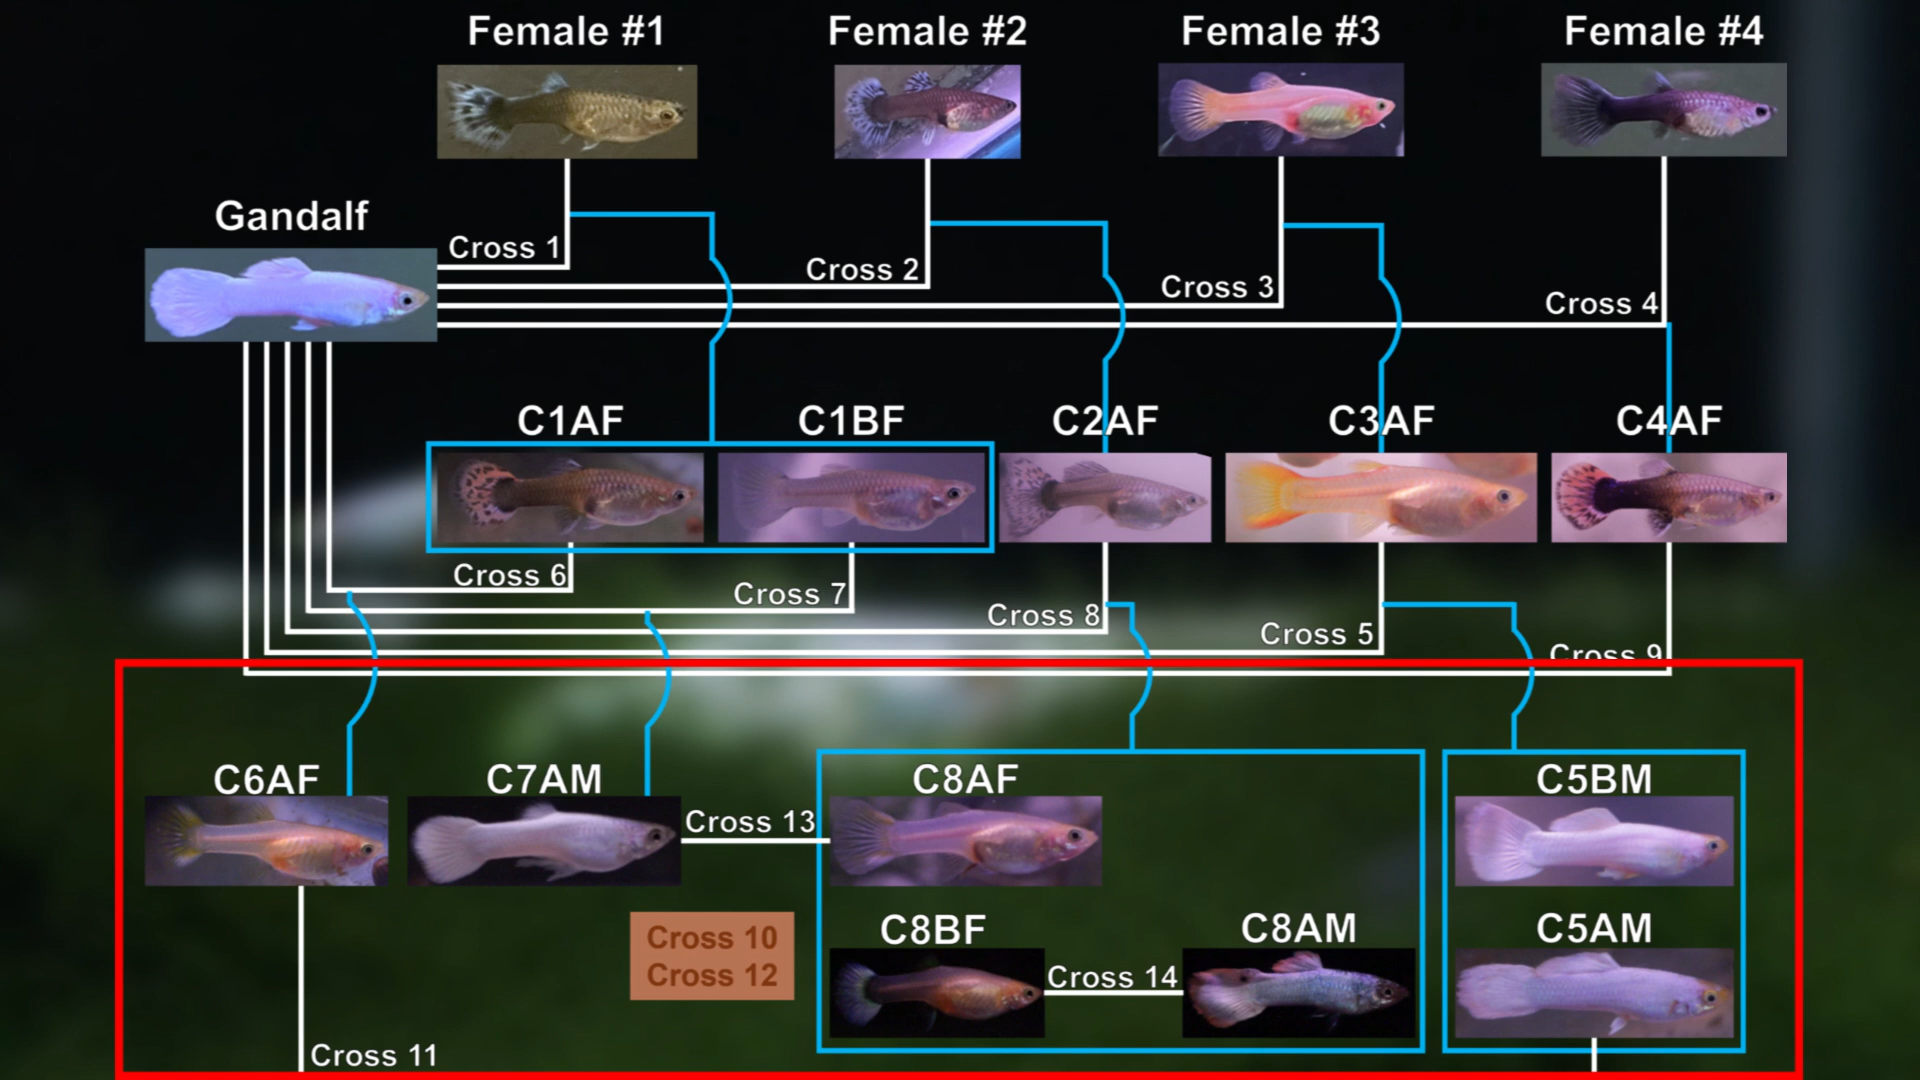 Female #1
Female #2
Female #3
Female #4
Gandalf
Cross 1
Cross 2
Cross 3
Cross 4
C1AF
C1BF
C2AF
C3AF
C4AF
Cross 6
Cross 7
Cross 8
Cross 5
Cross 9
C6AF
C7AM
C8AF
C5BM
Cross 13
C8BF
C8AM
C5AM
Cross 10
Cross 12
Cross 14
Cross 11